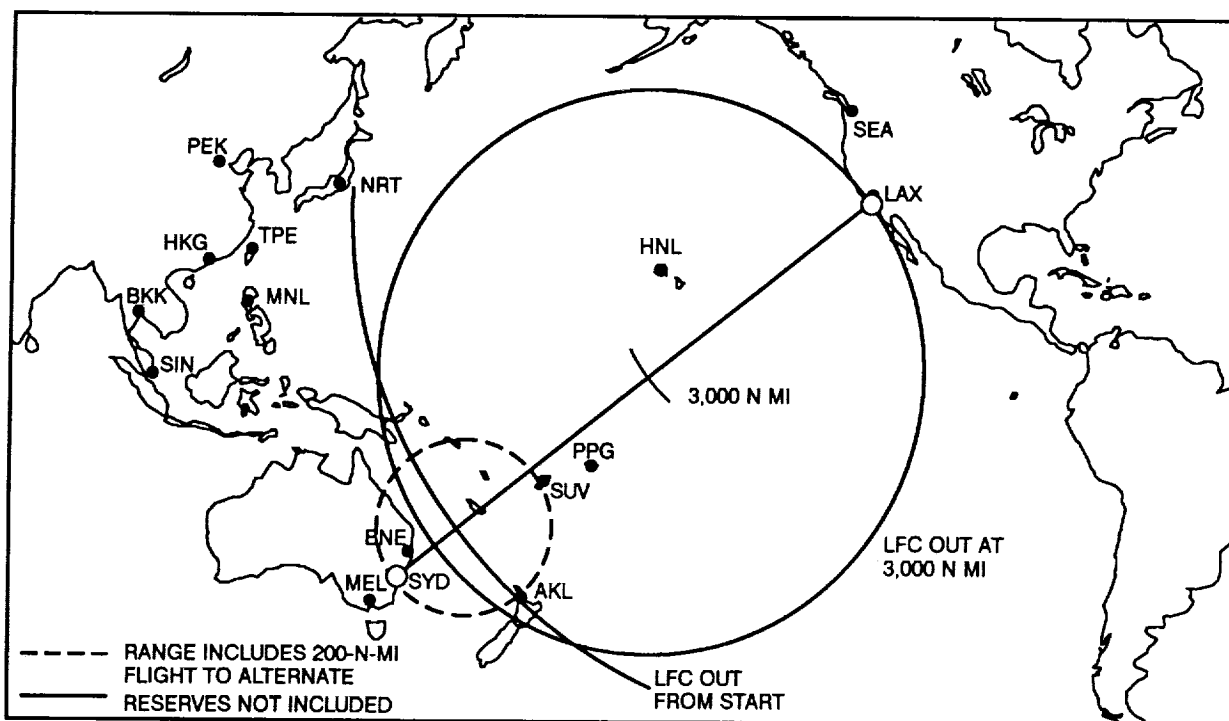 SEA
PEK
NRT
LAX
HKG
TPE
HNL
BKK
MNL
SIN
3,000 N MI
PPG
SUV
LFC OUT AT
3,000 N MI
ENE
MEL
SYD
AKL
RANGE INCLUDES 200-N-MI
FLIGHT TO ALTERNATE
RESERVES NOT INCLUDED
LFC OUT
FROM START